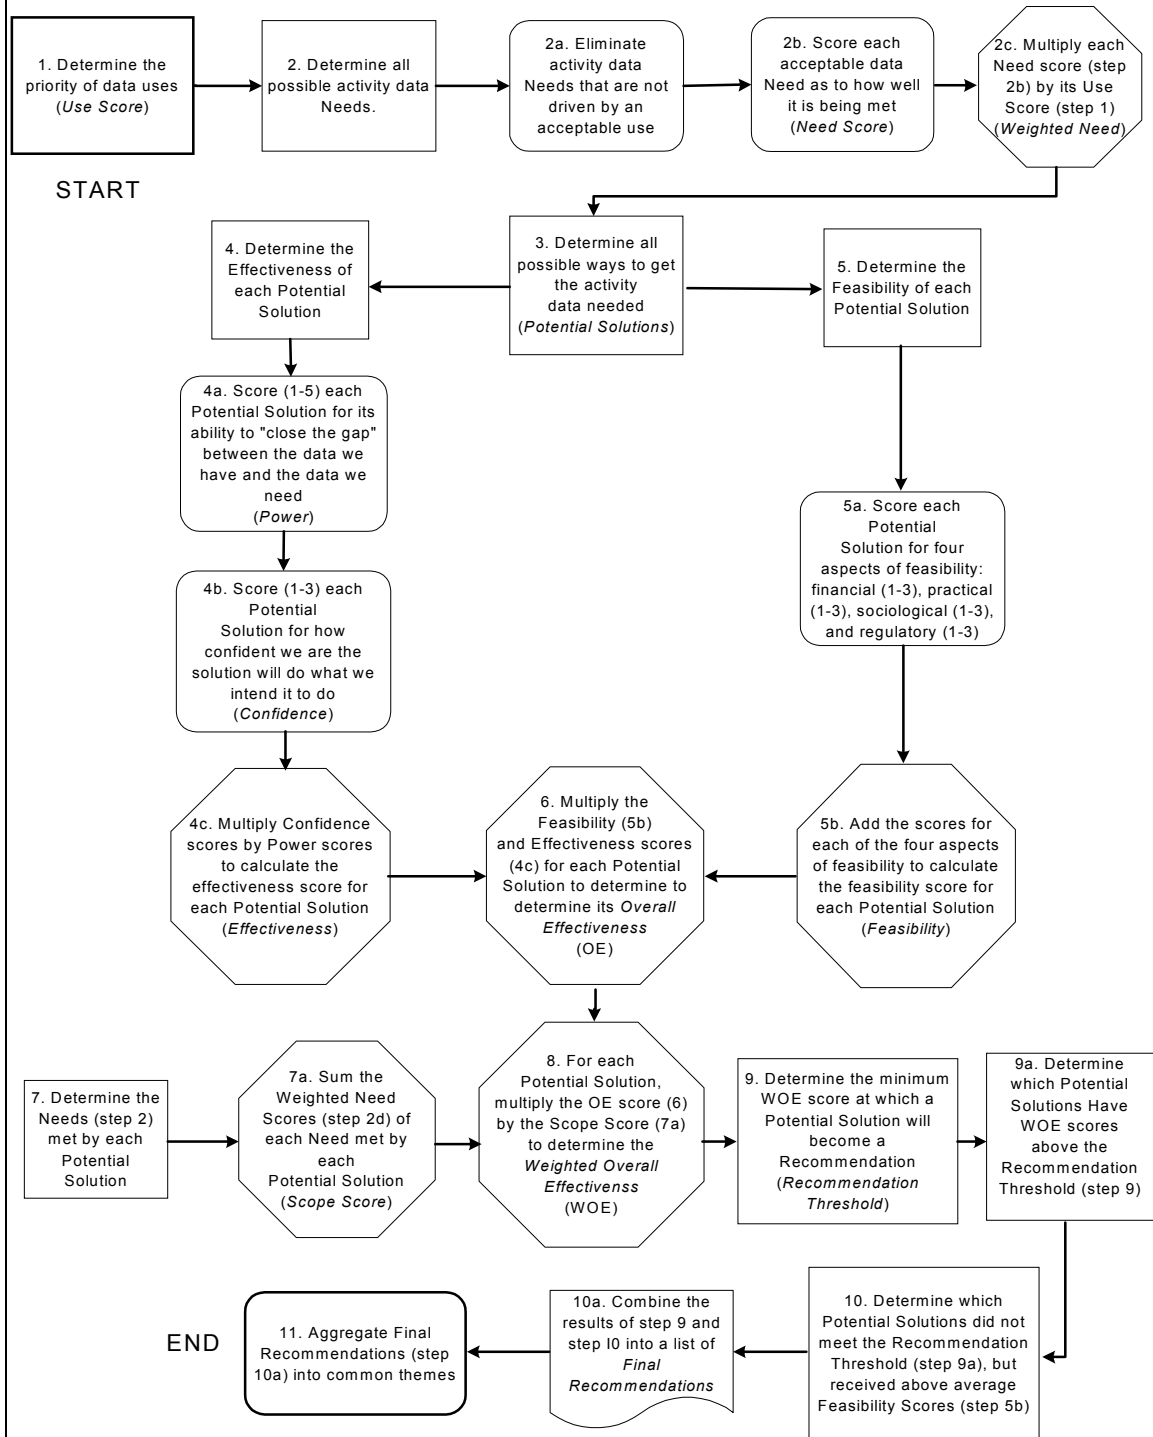 1. Determine the
priority of data uses
(Use Score)
2. Determine all
possible activity data
Needs.
2a. Eliminate
activity data
Needs that are not
driven by an
acceptable use
2b. Score each
acceptable data
Need as to how well
it is being met
(Need Score)
2c. Multiply each
Need score (step
2b) by its Use
Score (step 1)
(Weighted Need)
START
4. Determine the
Effectiveness of
each Potential
Solution
3. Determine all
possible ways to get
the activity
data needed
(Potential Solutions)
5. Determine the
Feasibility of each
Potential Solution
4a. Score (1-5) each
Potential Solution for its
ability to "close the gap"
between the data we
have and the data we
need
(Power)
5a. Score each
Potential
Solution for four
aspects of feasibility:
financial (1-3), practical
(1-3), sociological (1-3),
and regulatory (1-3)
4b. Score (1-3) each
Potential
Solution for how
confident we are the
solution will do what we
intend it to do
(Confidence)
4c. Multiply Confidence
scores by Power scores
to calculate the
effectiveness score for
each Potential Solution
(Effectiveness)
6. Multiply the
Feasibility (5b)
and Effectiveness scores
(4c) for each Potential
Solution to determine to
determine its Overall
Effectiveness
(OE)
5b. Add the scores for
each of the four aspects
of feasibility to calculate
the feasibility score for
each Potential Solution
(Feasibility)
7. Determine the
Needs (step 2)
met by each
Potential
Solution
7a. Sum the
Weighted Need
Scores (step 2d) of
each Need met by
each
Potential Solution
(Scope Score)
8. For each
Potential Solution,
multiply the OE score (6)
by the Scope Score (7a)
to determine the
Weighted Overall
Effectivenss
(WOE)
9. Determine the minimum
WOE score at which a
Potential Solution will
become a
Recommendation
(Recommendation
Threshold)
9a. Determine
which Potential
Solutions Have
WOE scores
above the
Recommendation
Threshold (step 9)
END
11. Aggregate Final
Recommendations (step
10a) into common themes
10a. Combine the
results of step 9 and
step I0 into a list of
Final
Recommendations
10. Determine which
Potential Solutions did not
meet the Recommendation
Threshold (step 9a), but
received above average
Feasibility Scores (step 5b)